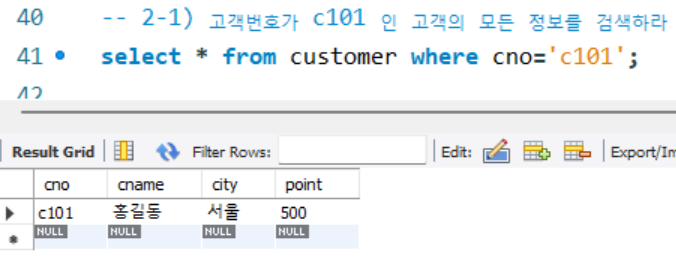 40 -- 2-1) 고객번호가 c101 인 고객의 모든 정보를 검색하라
41 select * from customer where cno='c101';
42
Result Grid Filter Rows: Edit: Export/Im
cno cname city point
c101 홍길동 서울 500
NULL NULL NULL NULL